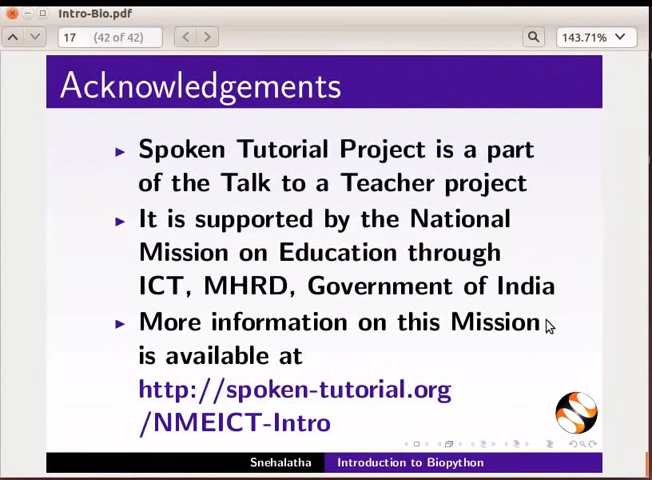 Intro-Bio.pdf
17 (42 of 42) 143.71%
Acknowledgements
Spoken Tutorial Project is a part
of the Talk to a Teacher project
It is supported by the National
Mission on Education through
ICT, MHRD, Government of India
More information on this Mission
is available at
http://spoken-tutorial.org
/NMEICT-Intro
Snehalatha Introduction to Biopython